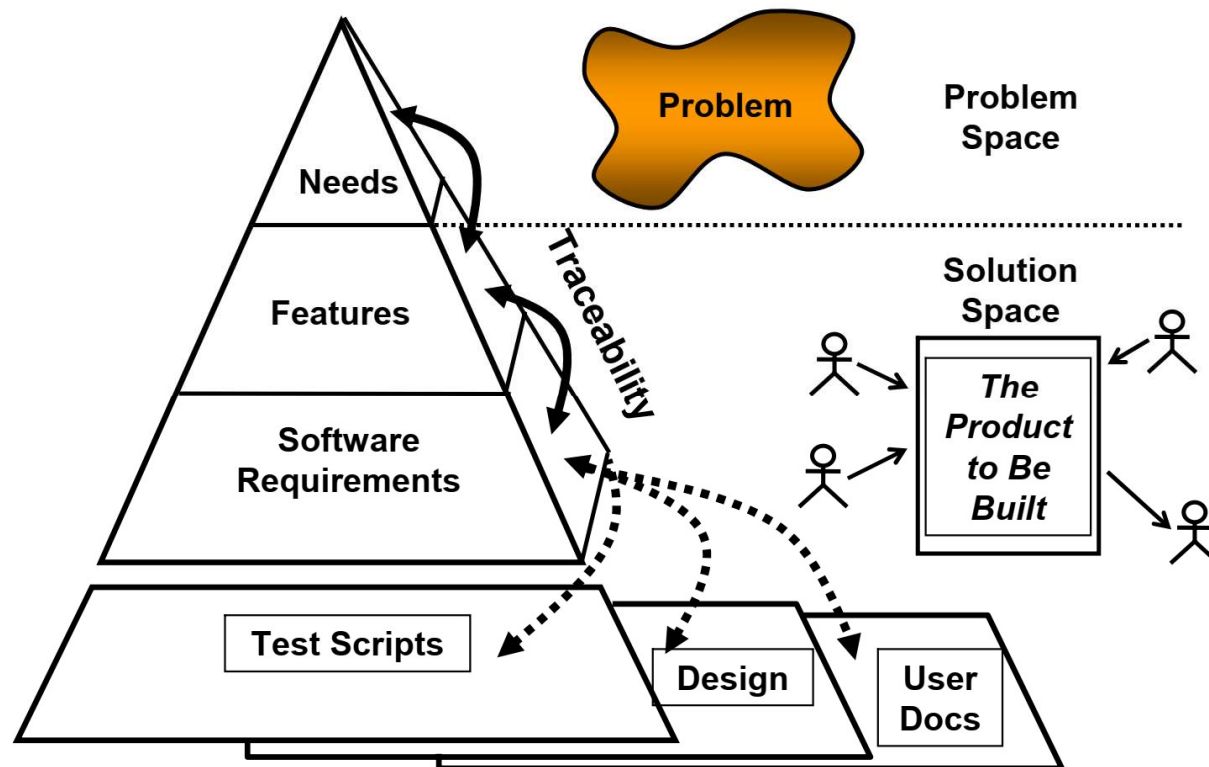 Problem
Problem
Space
Needs
Traceability
Features
Solution
Space
The
Product
to Be
Built
Software
Requirements
Test Scripts
Design
User
Docs